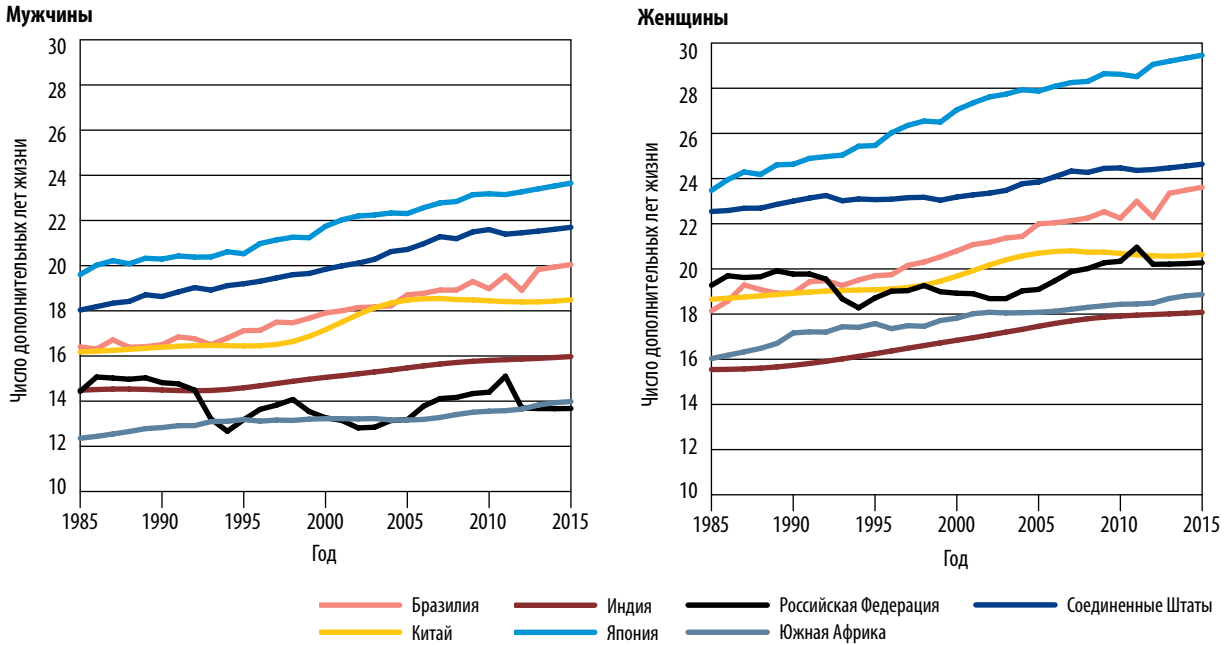 Мужчины
Число дополнительных лет жизни
30
28
26
24
22
20
18
16
14
12
10
1985 1990 1995 2000 2005 2010 2015
Год
Женщины
Число дополнительных лет жизни
30
28
26
24
22
20
18
16
14
12
10
1985 1990 1995 2000 2005 2010 2015
Год
Бразилия Индия Российская Федерация Соединенные Штаты
Китай Япония Южная Африка